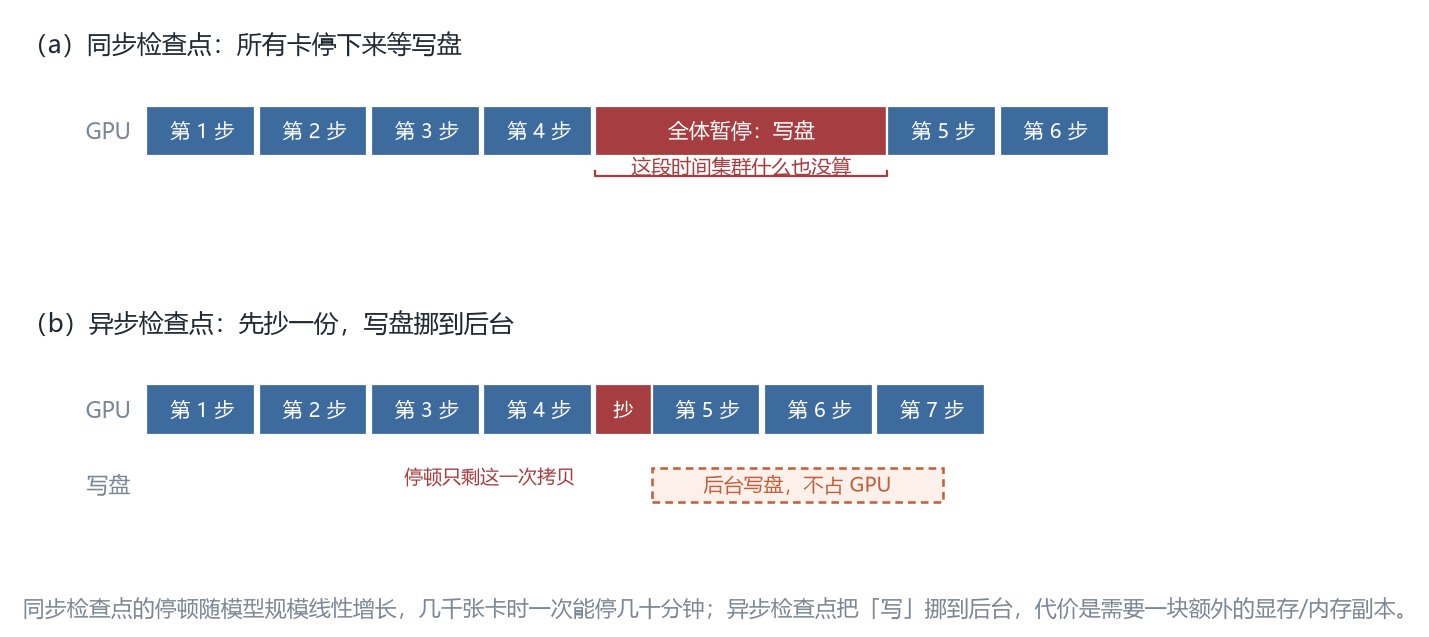 （a）同步检查点：所有卡停下来等写盘
GPU 第 1 步 第 2 步 第 3 步 第 4 步 全体暂停：写盘 第 5 步 第 6 步
这段时间集群什么也没算
（b）异步检查点：先抄一份，写盘挪到后台
GPU 第 1 步 第 2 步 第 3 步 第 4 步 抄 第 5 步 第 6 步 第 7 步
写盘 停顿只剩这一次拷贝 后台写盘，不占 GPU
同步检查点的停顿随模型规模线性增长，几千张卡时一次能停几十分钟；异步检查点把「写」挪到后台，代价是需要一块额外的显存/内存副本。